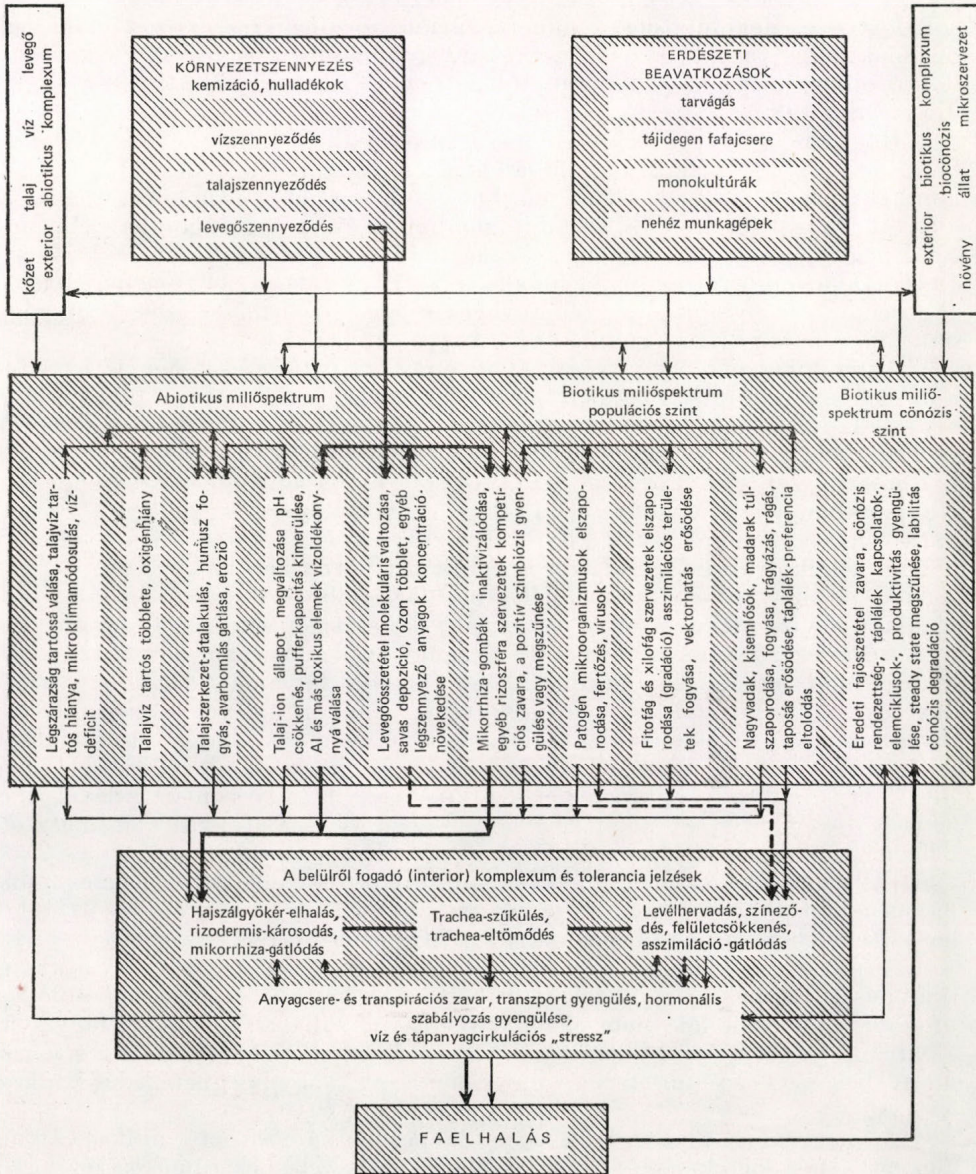 kőzet talaj víz levegő
exterior abiotikus komplexum
KÖRNYEZETSZENNYEZÉS
kemizáció, hulladékok
vízszennyeződés
talajszennyeződés
levegőszennyeződés
ERDÉSZETI
BEAVATKOZÁSOK
tarvágás
tájidegen fafajcsere
monokultúrák
nehéz munkagépek
exterior biotikus komplexum
biocönózis
növény állat mikroszervezet
Abiotikus miliőspektrum
Biotikus miliőspektrum
populációs szint
Biotikus miliő-
spektrum cönózis
szint
Légszárazság tartóssá válása, talajvíz tar-
tós hiánya, mikroklímamódosulás, víz-
deficit
Talajvíz tartós többlete, oxigénhiány
Talajszerkezet-átalakulás, humusz fo-
gyás, avarbomlás gátlása, erózió
Talaj-ion állapot megváltozása pH-
csökkenés, pufferkapacitás kimerülése,
Al és más toxikus elemek vízoldékony-
nyá válása
Levegőösszetétel molekuláris változása,
savas depozíció, ózon többlet, egyéb
légszennyező anyagok koncentráció-
növekedése
Mikorrhiza-gombák inaktivizálódása,
egyéb rizoszféra szervezetek kompetí-
ciós zavara, a pozitív szimbiózis gyen-
gülése vagy megszűnése
Patogén mikroorganizmusok elszapo-
rodása, fertőzés, vírusok
Fitofág és xilofág szervezetek elszapo-
rodása (gradáció), asszimilációs terüle-
tek fogyása, vektorhatás erősödése
Nagyvadak, kisemlősök, madarak túl-
szaporodása, fogyása, trágyázás, rágás,
taposás erősödése, táplálék-preferencia
eltolódás
Eredeti fajösszetétel zavara, cönózis
rendezettség-, táplálék kapcsolatok-,
elemciklusok-, produktivitás gyengü-
lése, steady state megszűnése, labilitás
cönózis degradáció
A belülről fogadó (interior) komplexum és tolerancia jelzések
Hajszálgyökér-elhalás,
rizodermis-károsodás,
mikorrhiza-gátlódás
Trachea-szűkülés,
trachea-eltömődés
Levélhervadás, színező-
dés, felületcsökkenés,
asszimiláció-gátlódás
Anyagcsere- és transpirációs zavar, transzport gyengülés, hormonális
szabályozás gyengülése,
víz és tápanyagcirkulációs „stressz”
FAELHALÁS